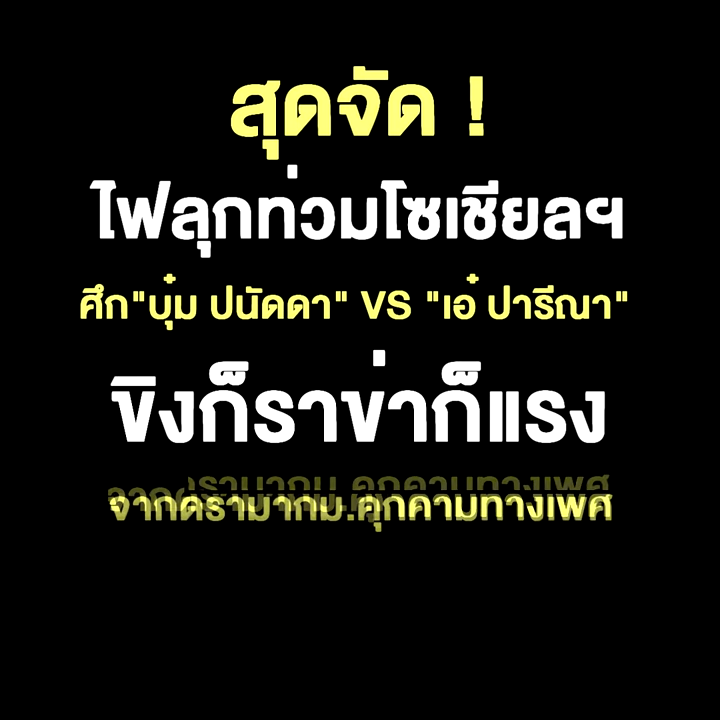 สุดจัด !
ไฟลุกท่วมโซเชียลฯ
ศึก"บุ๋ม ปนัดดา" VS "เอ๋ ปารีณา"
ขิงก็ราข่าก็แรง
จากดรามากม.คุกคามทางเพศ